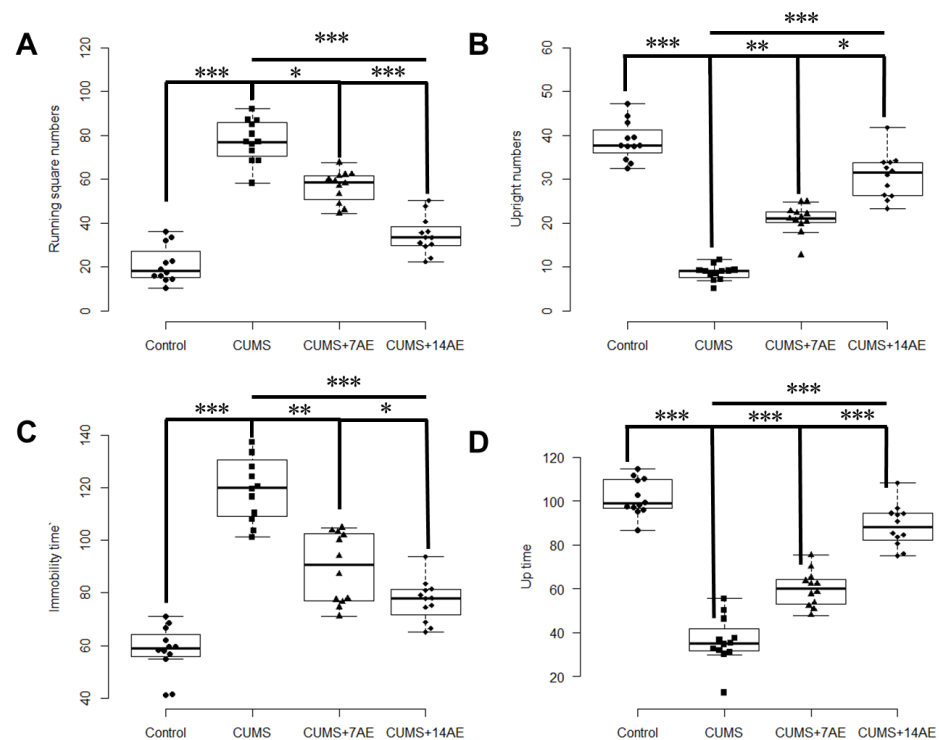 A
Running square numbers
120
100
80
60
40
20
0
***
*** * ***
Control CUMS CUMS+7AE CUMS+14AE
B
Upright numbers
60
50
40
30
20
10
0
***
*** ** *
Control CUMS CUMS+7AE CUMS+14AE
C
Immobility time`
140
120
100
80
60
40
***
*** ** *
Control CUMS CUMS+7AE CUMS+14AE
D
Up time
120
100
80
60
40
20
***
*** *** ***
Control CUMS CUMS+7AE CUMS+14AE